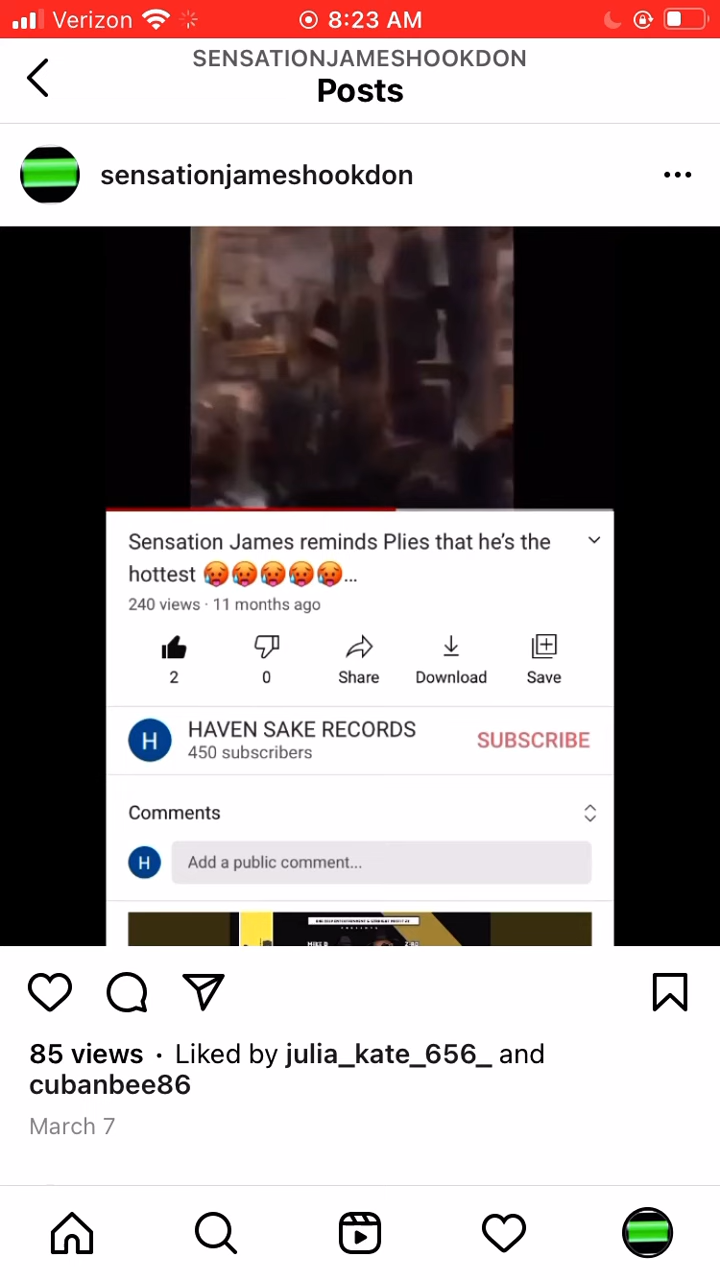 Verizon 8:23 AM
SENSATIONJAMESHOOKDON
Posts
sensationjameshookdon
Sensation James reminds Plies that he's the
hottest 🥵🥵🥵🥵🥵...
240 views · 11 months ago
2 0 Share Download Save
H HAVEN SAKE RECORDS SUBSCRIBE
450 subscribers
Comments
H Add a public comment...
85 views · Liked by julia_kate_656_ and
cubanbee86
March 7